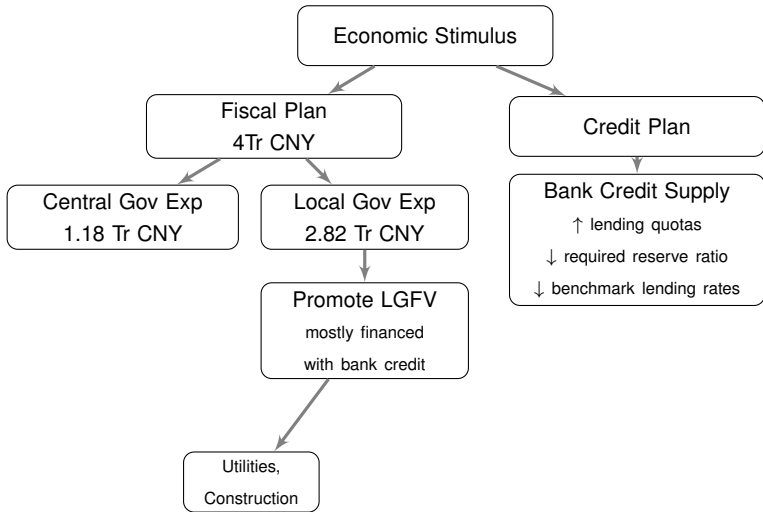 Economic Stimulus
Fiscal Plan
4Tr CNY
Credit Plan
Central Gov Exp
1.18 Tr CNY
Local Gov Exp
2.82 Tr CNY
Bank Credit Supply
↑ lending quotas
↓ required reserve ratio
↓ benchmark lending rates
Promote LGFV
mostly financed
with bank credit
Utilities,
Construction